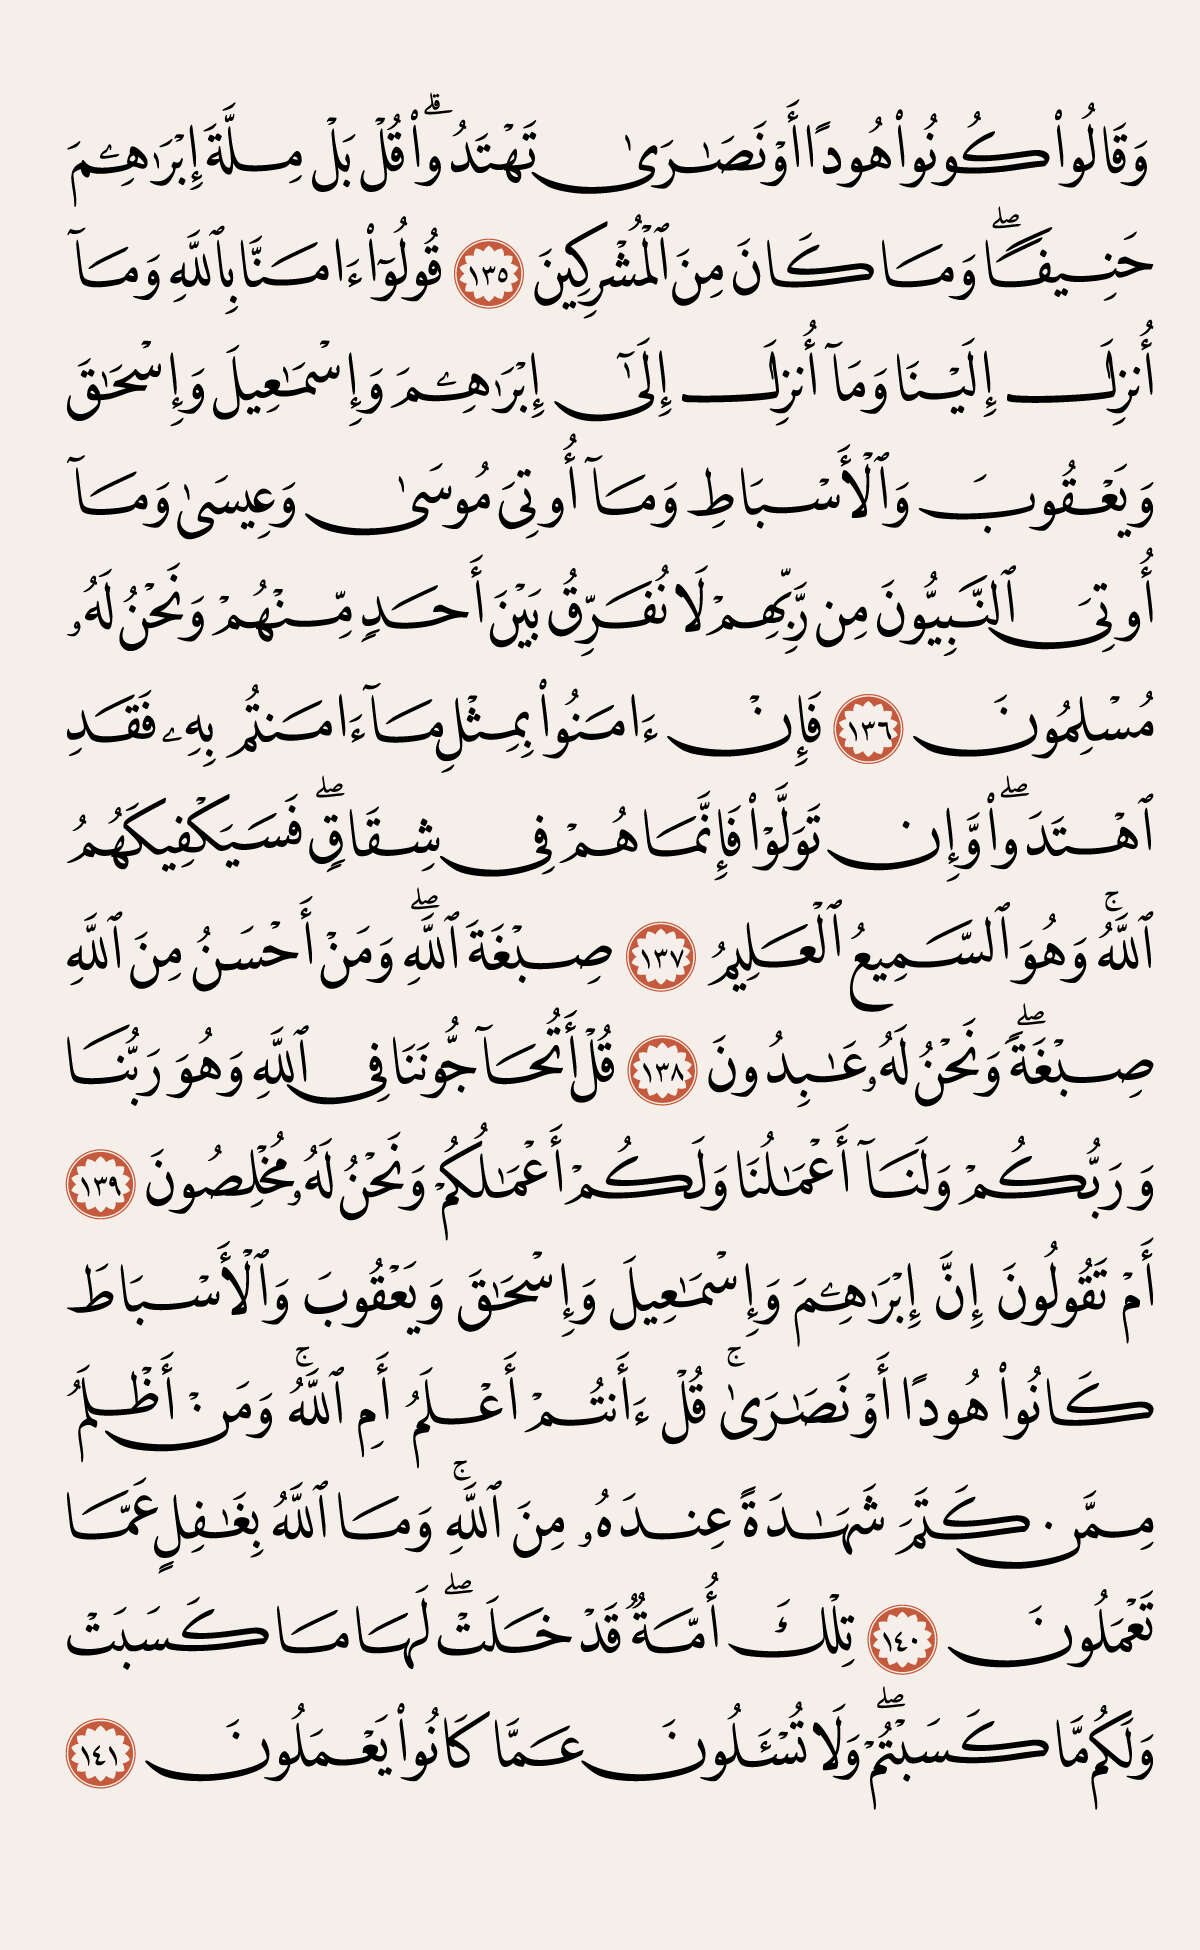 وَقَالُوا۟ كُونُوا۟ هُودًا أَوْ نَصَـٰرَىٰ تَهْتَدُوا۟ ۗ قُلْ بَلْ مِلَّةَ إِبْرَٰهِـۧمَ
حَنِيفًا ۖ وَمَا كَانَ مِنَ ٱلْمُشْرِكِينَ ١٣٥ قُولُوٓا۟ ءَامَنَّا بِٱللَّهِ وَمَآ
أُنزِلَ إِلَيْنَا وَمَآ أُنزِلَ إِلَىٰٓ إِبْرَٰهِـۧمَ وَإِسْمَـٰعِيلَ وَإِسْحَـٰقَ
وَيَعْقُوبَ وَٱلْأَسْبَاطِ وَمَآ أُوتِىَ مُوسَىٰ وَعِيسَىٰ وَمَآ
أُوتِىَ ٱلنَّبِيُّونَ مِن رَّبِّهِمْ لَا نُفَرِّقُ بَيْنَ أَحَدٍ مِّنْهُمْ وَنَحْنُ لَهُۥ
مُسْلِمُونَ ١٣٦ فَإِنْ ءَامَنُوا۟ بِمِثْلِ مَآ ءَامَنتُم بِهِۦ فَقَدِ
ٱهْتَدَوا۟ ۖ وَّإِن تَوَلَّوْا۟ فَإِنَّمَا هُمْ فِى شِقَاقٍ ۖ فَسَيَكْفِيكَهُمُ
ٱللَّهُ ۚ وَهُوَ ٱلسَّمِيعُ ٱلْعَلِيمُ ١٣٧ صِبْغَةَ ٱللَّهِ ۖ وَمَنْ أَحْسَنُ مِنَ ٱللَّهِ
صِبْغَةً ۖ وَنَحْنُ لَهُۥ عَـٰبِدُونَ ١٣٨ قُلْ أَتُحَآجُّونَنَا فِى ٱللَّهِ وَهُوَ رَبُّنَا
وَرَبُّكُمْ وَلَنَآ أَعْمَـٰلُنَا وَلَكُمْ أَعْمَـٰلُكُمْ وَنَحْنُ لَهُۥ مُخْلِصُونَ ١٣٩
أَمْ تَقُولُونَ إِنَّ إِبْرَٰهِـۧمَ وَإِسْمَـٰعِيلَ وَإِسْحَـٰقَ وَيَعْقُوبَ وَٱلْأَسْبَاطَ
كَانُوا۟ هُودًا أَوْ نَصَـٰرَىٰ ۚ قُلْ ءَأَنتُمْ أَعْلَمُ أَمِ ٱللَّهُ ۚ وَمَنْ أَظْلَمُ
مِمَّن كَتَمَ شَهَـٰدَةً عِندَهُۥ مِنَ ٱللَّهِ ۚ وَمَا ٱللَّهُ بِغَـٰفِلٍ عَمَّا
تَعْمَلُونَ ١٤٠ تِلْكَ أُمَّةٌ قَدْ خَلَتْ ۖ لَهَا مَا كَسَبَتْ
وَلَكُم مَّا كَسَبْتُمْ ۖ وَلَا تُسْـَٔلُونَ عَمَّا كَانُوا۟ يَعْمَلُونَ ١٤١